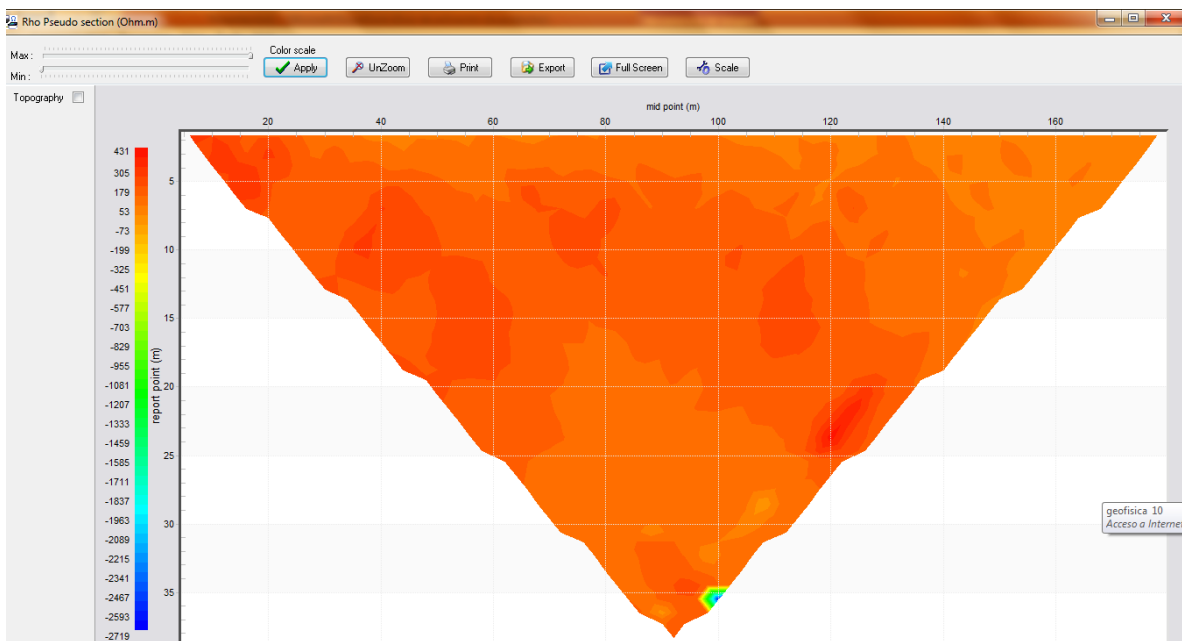 Rho Pseudo section (Ohm.m)
Max :
Min :
Color scale
Apply
UnZoom
Print
Export
Full Screen
Scale
Topography
mid point (m)
20 40 60 80 100 120 140 160
431
305
179
53
-73
-199
-325
-451
-577
-703
-829
-955
-1081
-1207
-1333
-1459
-1585
-1711
-1837
-1963
-2089
-2215
-2341
-2467
-2593
-2719
report point (m)
5
10
15
20
25
30
35
geofisica 10
Acceso a Internet